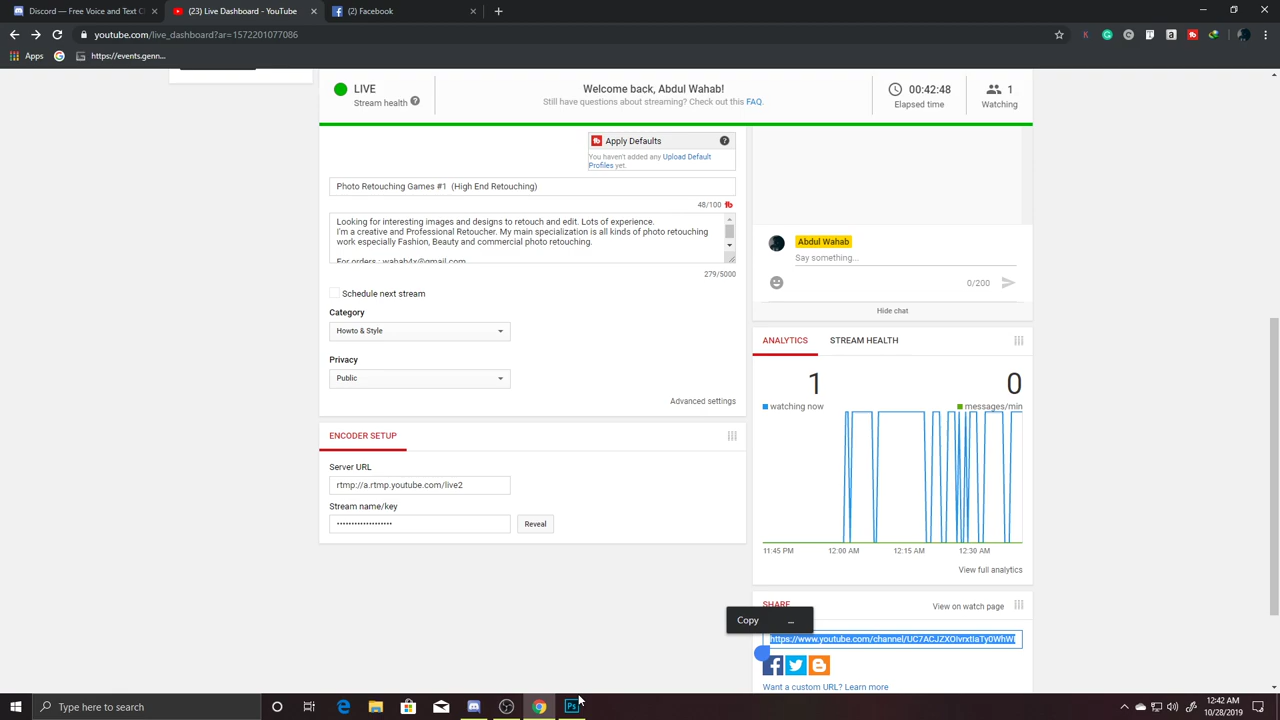 Discord — Free Voice and Text C
(23) Live Dashboard - YouTube
(2) Facebook
youtube.com/live_dashboard?ar=1572201077086
Apps
https://events.genn...
LIVE
Stream health
Welcome back, Abdul Wahab!
Still have questions about streaming? Check out this FAQ.
00:42:48
Elapsed time
1
Watching
Apply Defaults
You haven't added any Upload Default
Profiles yet.
Photo Retouching Games #1 (High End Retouching)
48/100
Looking for interesting images and designs to retouch and edit. Lots of experience.
I'm a creative and Professional Retoucher. My main specialization is all kinds of photo retouching
work especially Fashion, Beauty and commercial photo retouching.
For orders : wahab4x@gmail.com
279/5000
Schedule next stream
Category
Howto & Style
Privacy
Public
Advanced settings
ENCODER SETUP
Server URL
rtmp://a.rtmp.youtube.com/live2
Stream name/key
Reveal
Abdul Wahab
Say something...
0/200
Hide chat
ANALYTICS
STREAM HEALTH
1
watching now
0
messages/min
11:45 PM
12:00 AM
12:15 AM
12:30 AM
View full analytics
SHARE
View on watch page
Copy
...
Want a custom URL? Learn more
Type here to search
Ps
12:42 AM
10/28/2019